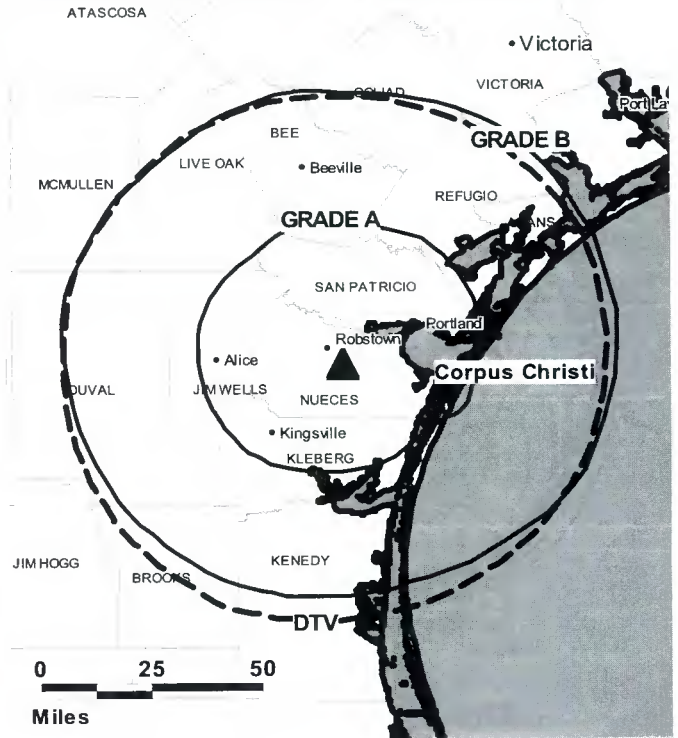 ATASCOSA
Victoria
VICTORIA
GOLIAD
GRADE B
BEE
LIVE OAK
Beeville
MCMULLEN
REFUGIO
GRADE A
SAN PATRICIO
Portland
Robstown
Alice
Corpus Christi
DUVAL
JIM WELLS
NUECES
Kingsville
KLEBERG
KENEDY
JIM HOGG
BROOKS
DTV
0 25 50
Miles